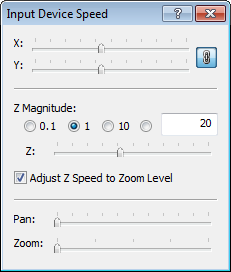 Input Device Speed
X:
Y:
Z Magnitude:
0.1 1 10 20
Z:
Adjust Z Speed to Zoom Level
Pan:
Zoom: